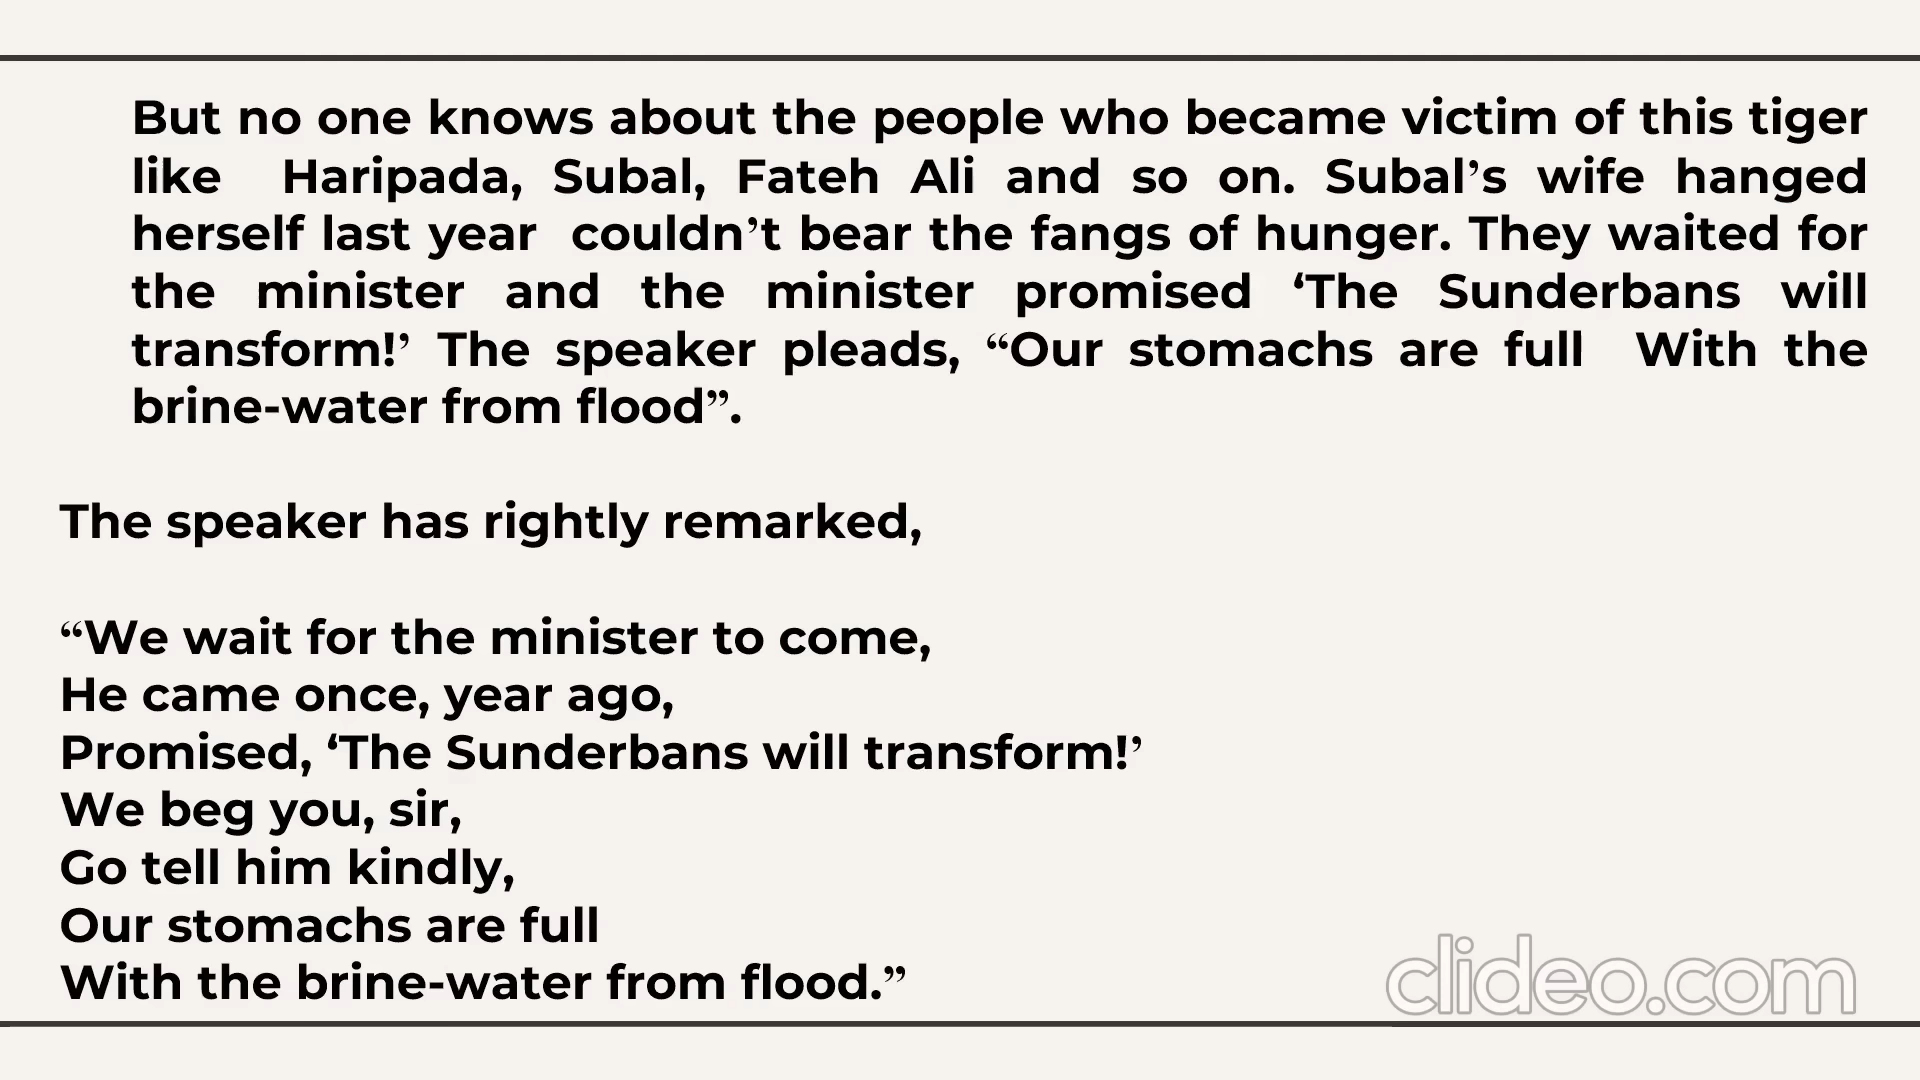 But no one knows about the people who became victim of this tiger
like Haripada, Subal, Fateh Ali and so on. Subal’s wife hanged
herself last year couldn’t bear the fangs of hunger. They waited for
the minister and the minister promised ‘The Sunderbans will
transform!’ The speaker pleads, “Our stomachs are full With the
brine-water from flood”.
The speaker has rightly remarked,
“We wait for the minister to come,
He came once, year ago,
Promised, ‘The Sunderbans will transform!’
We beg you, sir,
Go tell him kindly,
Our stomachs are full
With the brine-water from flood.”
clideo.com